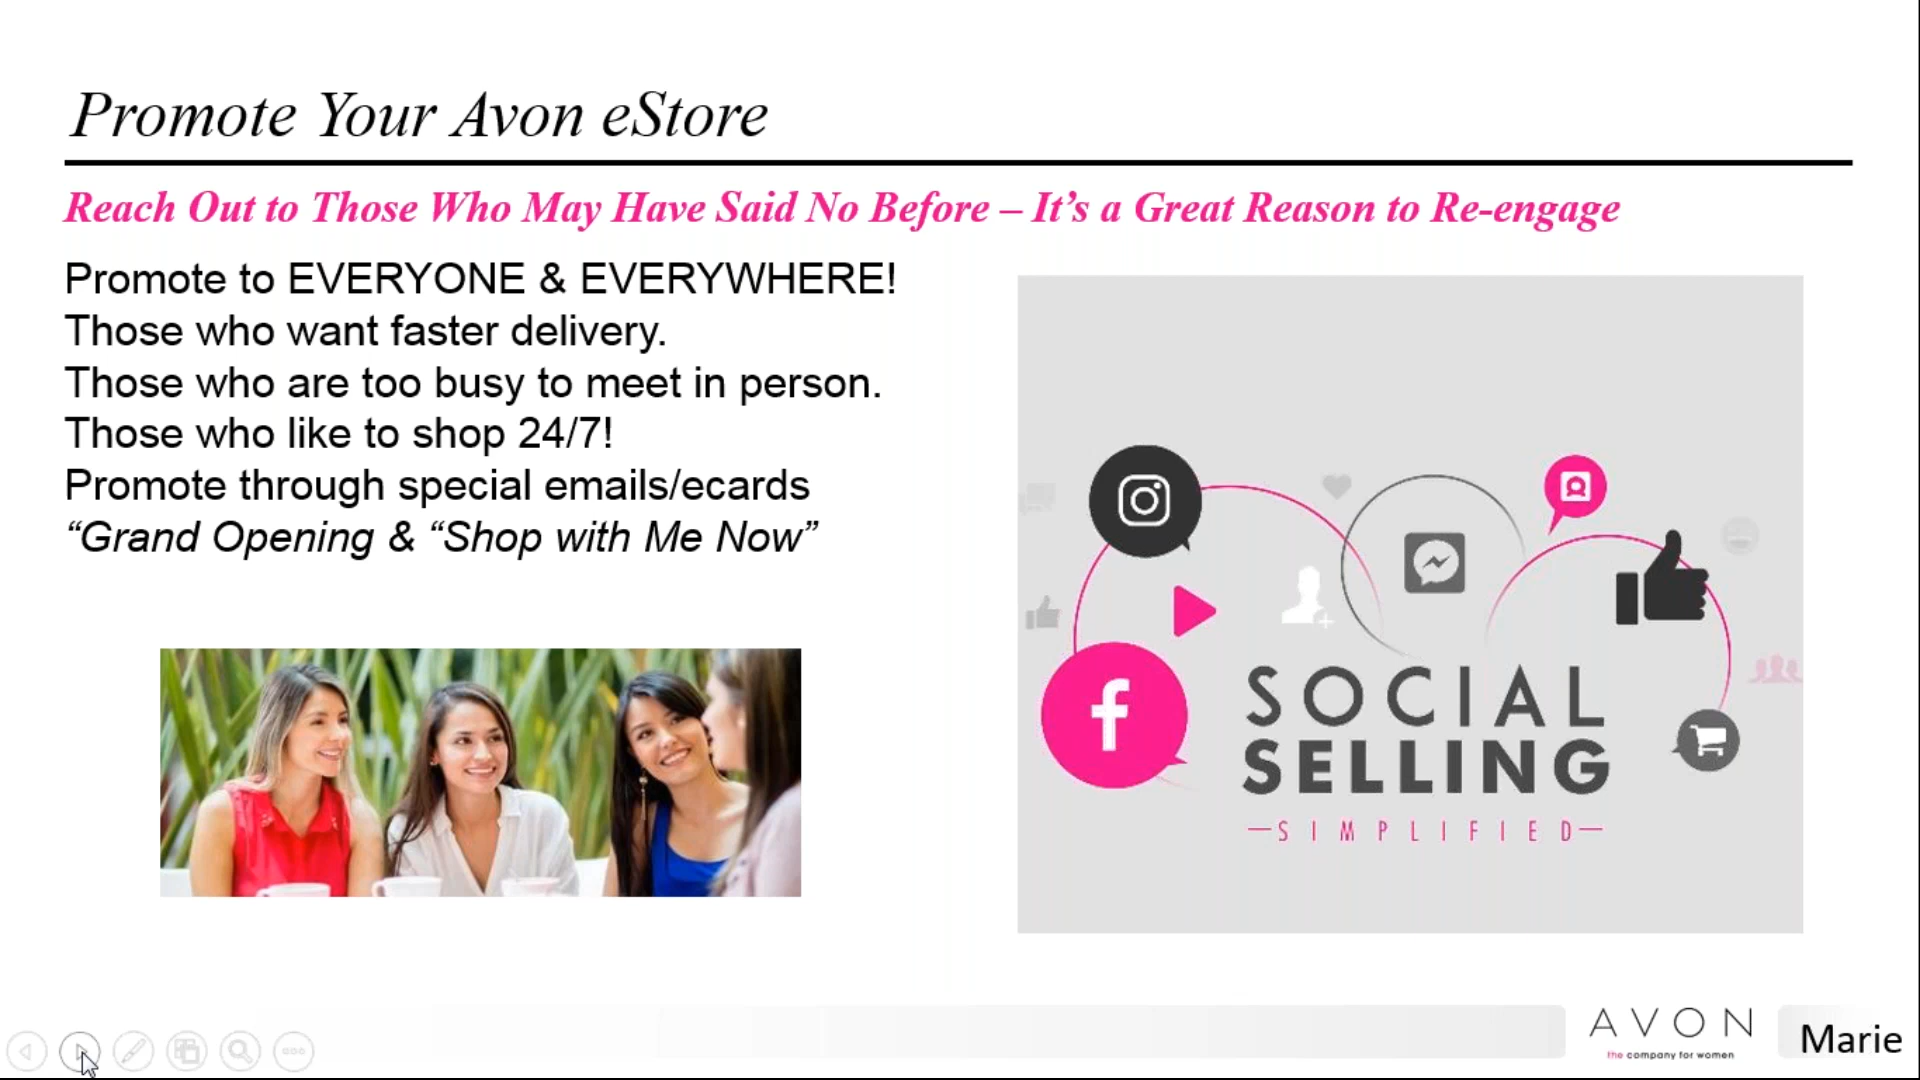 Promote Your Avon eStore
Reach Out to Those Who May Have Said No Before – It’s a Great Reason to Re-engage
Promote to EVERYONE & EVERYWHERE!
Those who want faster delivery.
Those who are too busy to meet in person.
Those who like to shop 24/7!
Promote through special emails/ecards
“Grand Opening & “Shop with Me Now”
f
SOCIAL
SELLING
—SIMPLIFIED—
AVON
the company for women
Marie